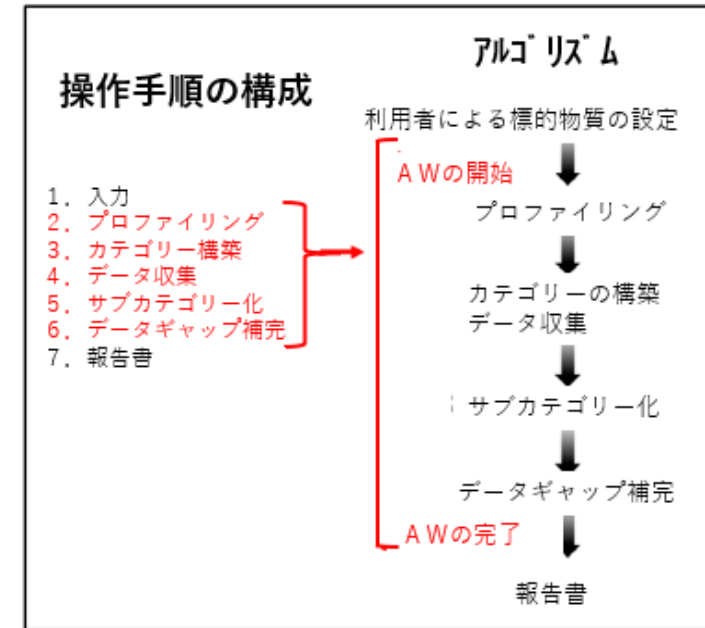 操作手順の構成
1. 入力
2. プロファイリング
3. カテゴリー構築
4. データ収集
5. サブカテゴリー化
6. データギャップ補完
7. 報告書
ｱﾙｺﾞﾘｽﾞﾑ
利用者による標的物質の設定
ＡＷの開始
プロファイリング
カテゴリーの構築
データ収集
サブカテゴリー化
データギャップ補完
ＡＷの完了
報告書